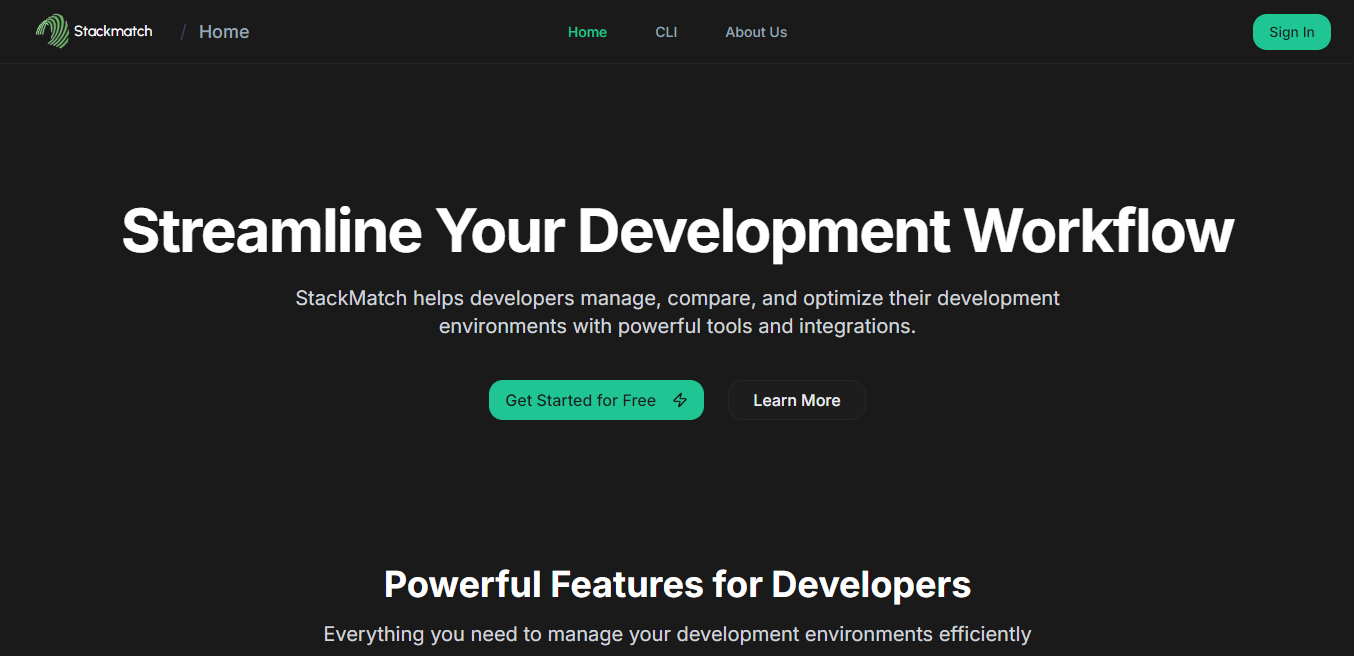 Stackmatch / Home
Home
CLI
About Us
Sign In
Streamline Your Development Workflow
StackMatch helps developers manage, compare, and optimize their development
environments with powerful tools and integrations.
Get Started for Free
Learn More
Powerful Features for Developers
Everything you need to manage your development environments efficiently